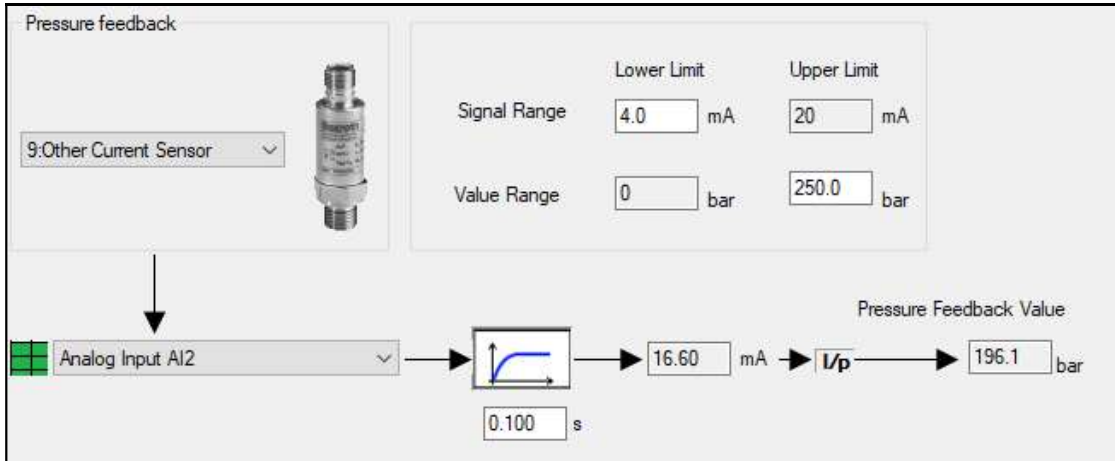 Pressure feedback
Lower Limit Upper Limit
Signal Range 4.0 mA 20 mA
9:Other Current Sensor
Value Range 0 bar 250.0 bar
Pressure Feedback Value
Analog Input AI2 16.60 mA I/p 196.1 bar
0.100 s